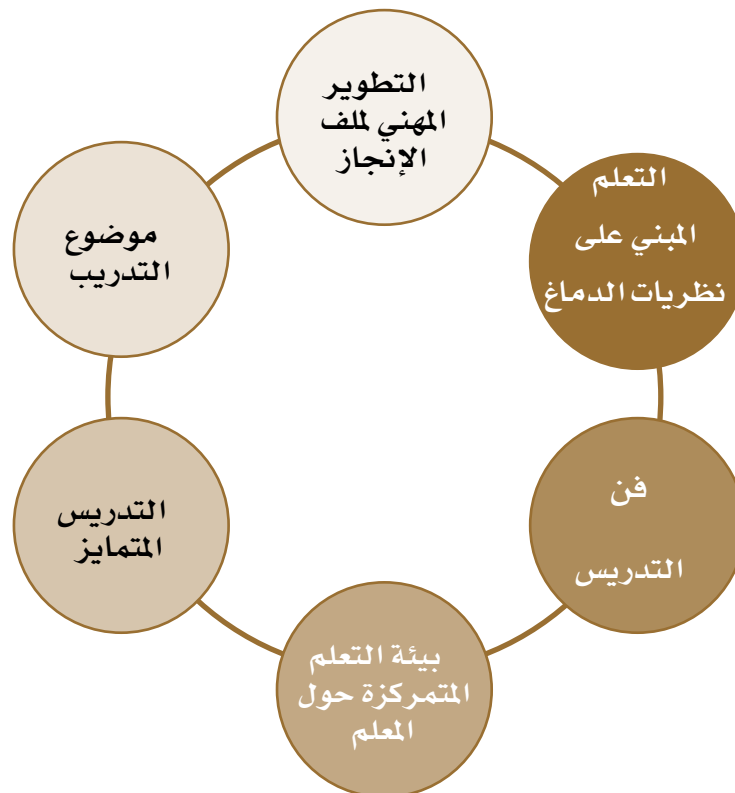 التطوير
المهني لملف
الإنجاز
التعلم
المبني على
نظريات الدماغ
فن
التدريس
بيئة التعلم
المتمركزة حول
المعلم
التدريس
المتمايز
موضوع
التدريب